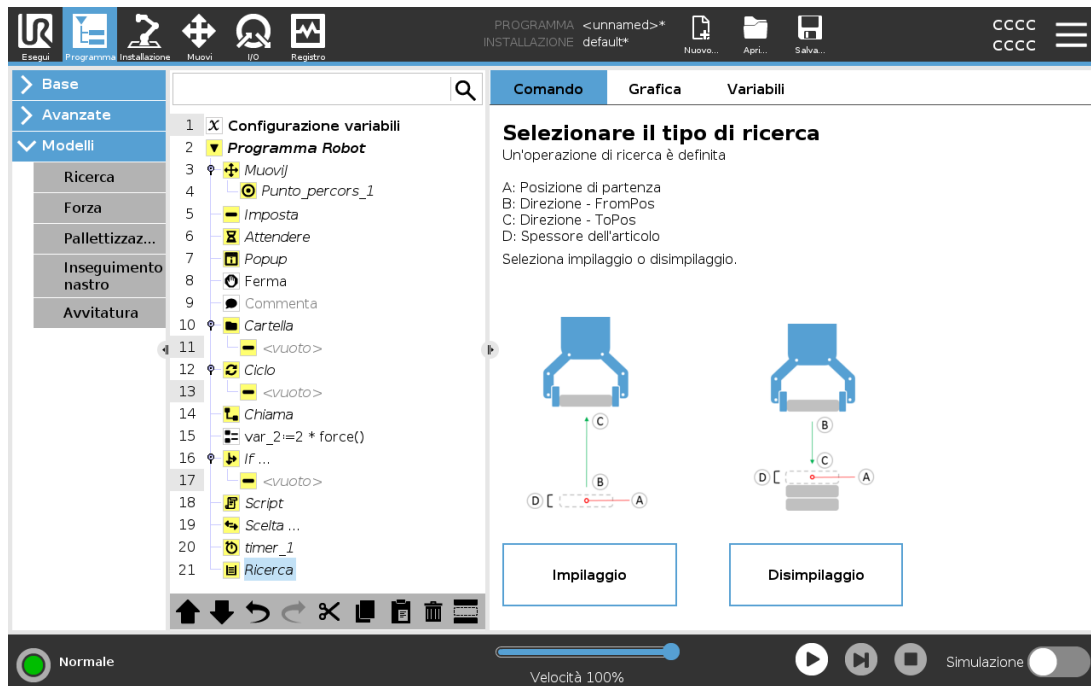 PROGRAMMA <unnamed>*
INSTALLAZIONE default*
Esegui
Programma
Installazione
Muovi
I/O
Registro
Nuovo...
Apri...
Salva...
CCCC
CCCC
Base
Avanzate
Modelli
Ricerca
Forza
Pallettizzaz...
Inseguimento
nastro
Avvitatura
1 X Configurazione variabili
2 Programma Robot
3 MuoviJ
4 Punto_percors_1
5 Imposta
6 Attendere
7 Popup
8 Ferma
9 Commenta
10 Cartella
11 <vuoto>
12 Ciclo
13 <vuoto>
14 Chiama
15 var_2:=2 * force()
16 If ...
17 <vuoto>
18 Script
19 Scelta ...
20 timer_1
21 Ricerca
Comando
Grafica
Variabili
Selezionare il tipo di ricerca
Un'operazione di ricerca è definita
A: Posizione di partenza
B: Direzione - FromPos
C: Direzione - ToPos
D: Spessore dell'articolo
Seleziona impilaggio o disimpilaggio.
C
B
D
A
B
C
D
A
Impilaggio
Disimpilaggio
Normale
Velocità 100%
Simulazione